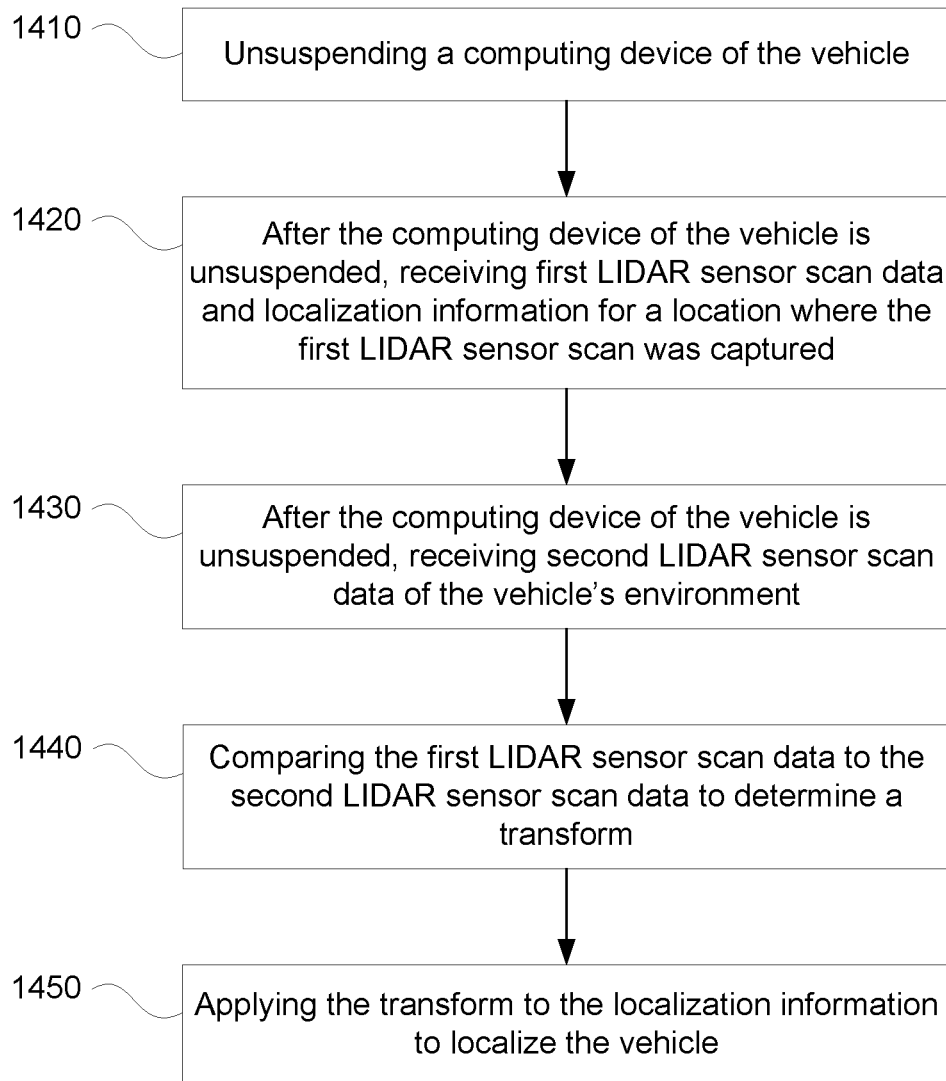 1410
Unsuspending a computing device of the vehicle
1420
After the computing device of the vehicle is
unsuspended, receiving first LIDAR sensor scan data
and localization information for a location where the
first LIDAR sensor scan was captured
1430
After the computing device of the vehicle is
unsuspended, receiving second LIDAR sensor scan
data of the vehicle's environment
1440
Comparing the first LIDAR sensor scan data to the
second LIDAR sensor scan data to determine a
transform
1450
Applying the transform to the localization information
to localize the vehicle